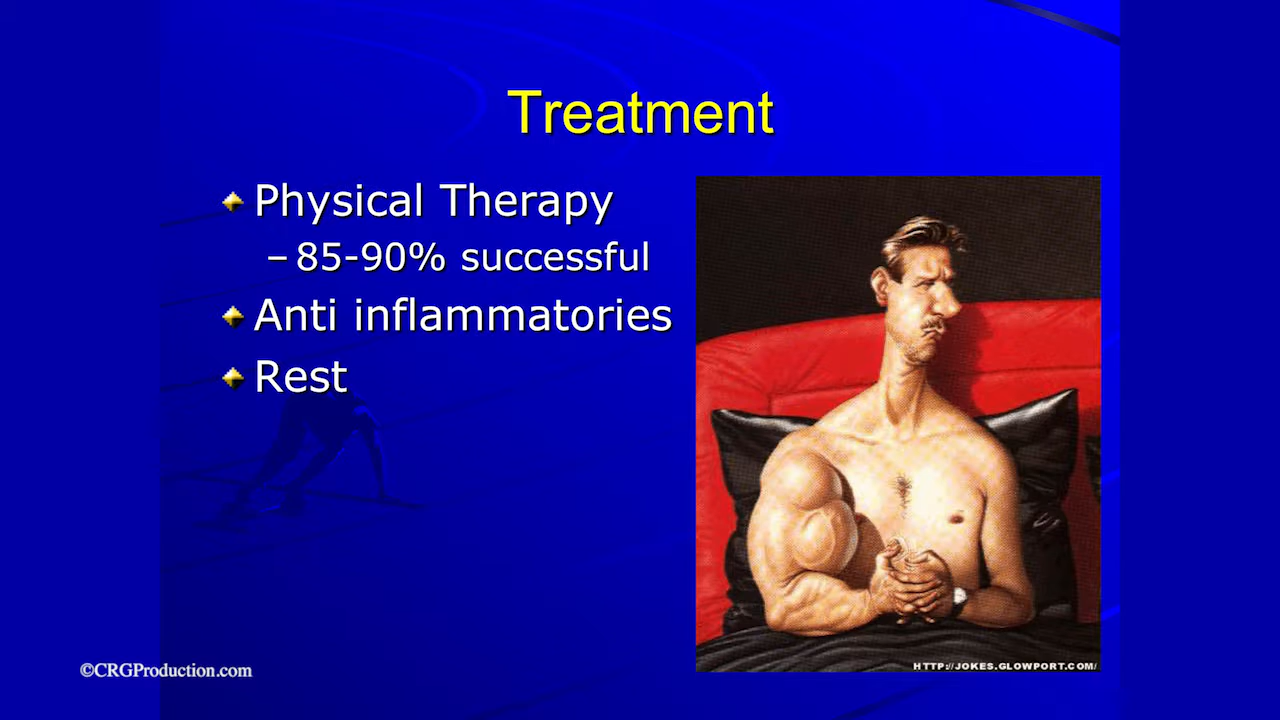 Treatment
Physical Therapy
– 85-90% successful
Anti inflammatories
Rest
©CRGProduction.com
HTTP://JOKES.GLOWPORT.COM/